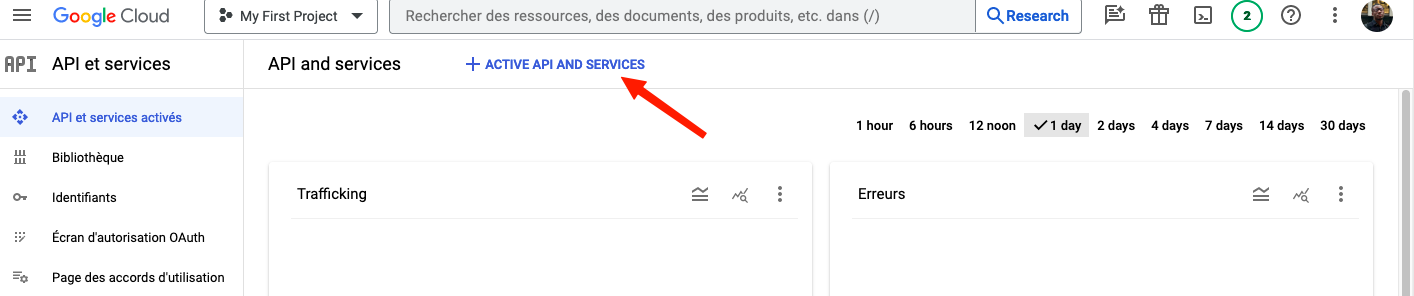 Google Cloud
My First Project
Rechercher des ressources, des documents, des produits, etc. dans (/)
Research
2
API
API et services
API and services
ACTIVE API AND SERVICES
API et services activés
Bibliothèque
Identifiants
Écran d'autorisation OAuth
Page des accords d'utilisation
1 hour 6 hours 12 noon 1 day 2 days 4 days 7 days 14 days 30 days
Trafficking
Erreurs